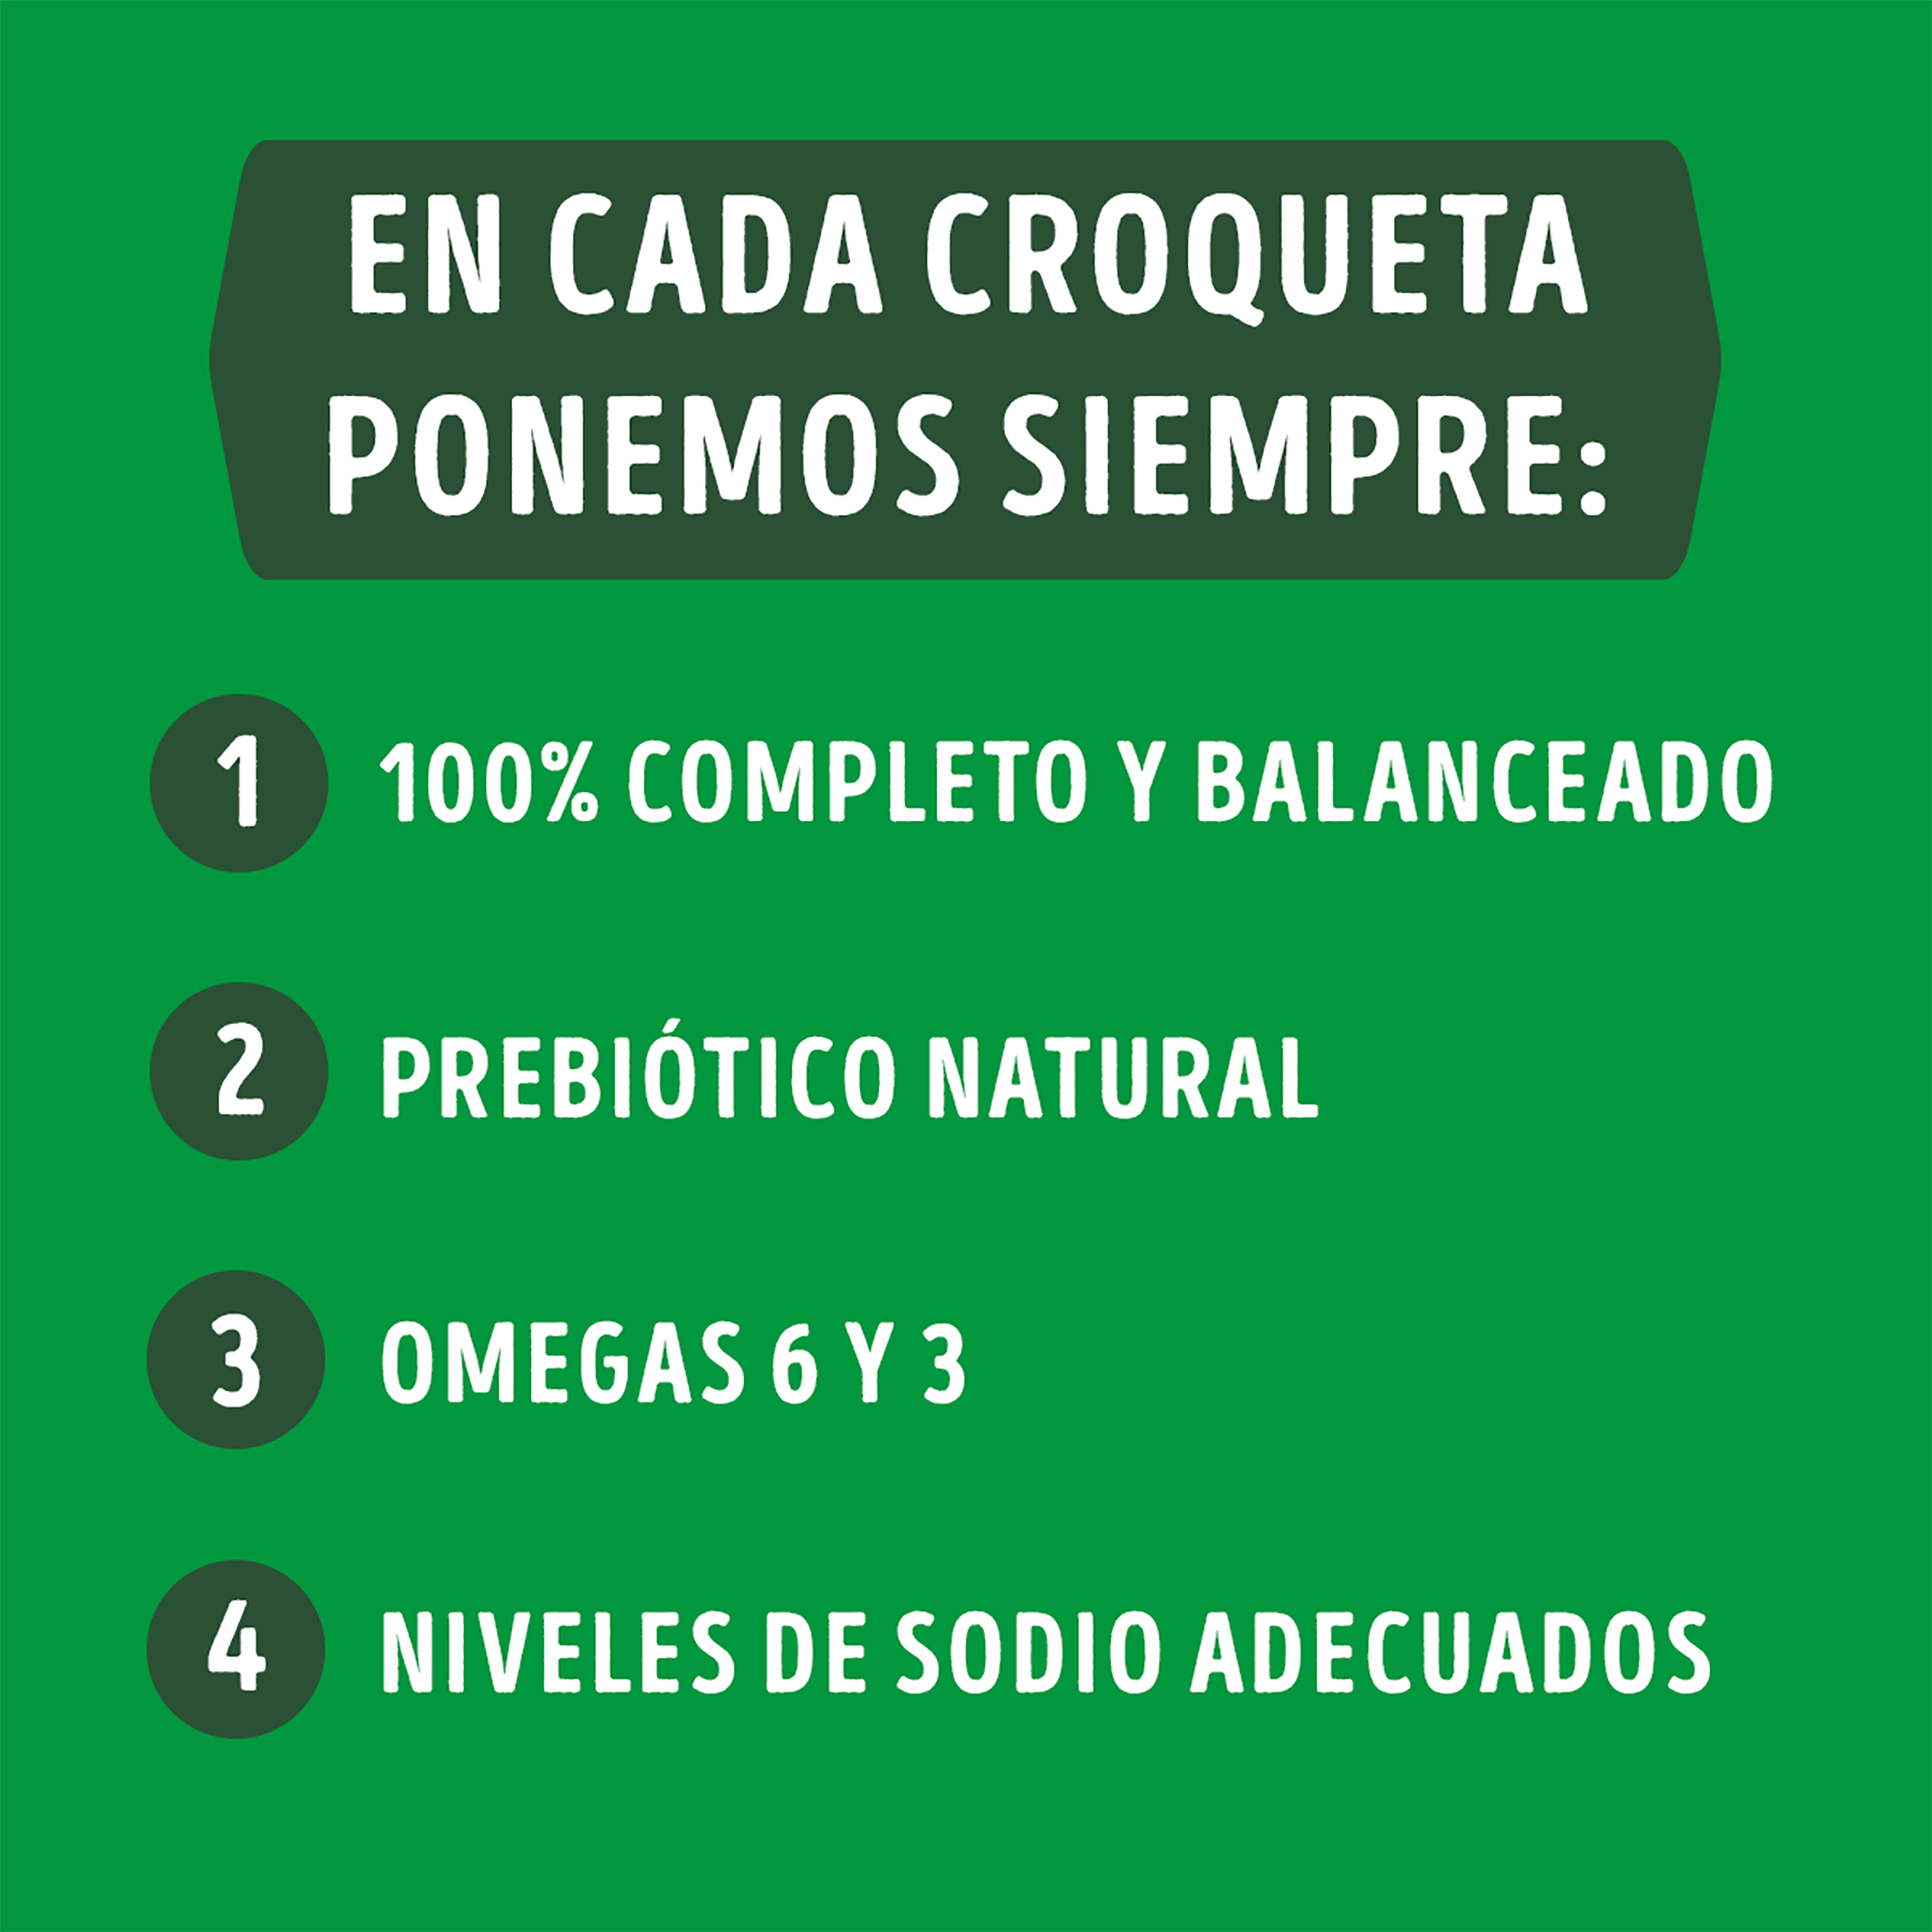 EN CADA CROQUETA
PONEMOS SIEMPRE:
1 100% COMPLETO Y BALANCEADO
2 PREBIÓTICO NATURAL
3 OMEGAS 6 Y 3
4 NIVELES DE SODIO ADECUADOS